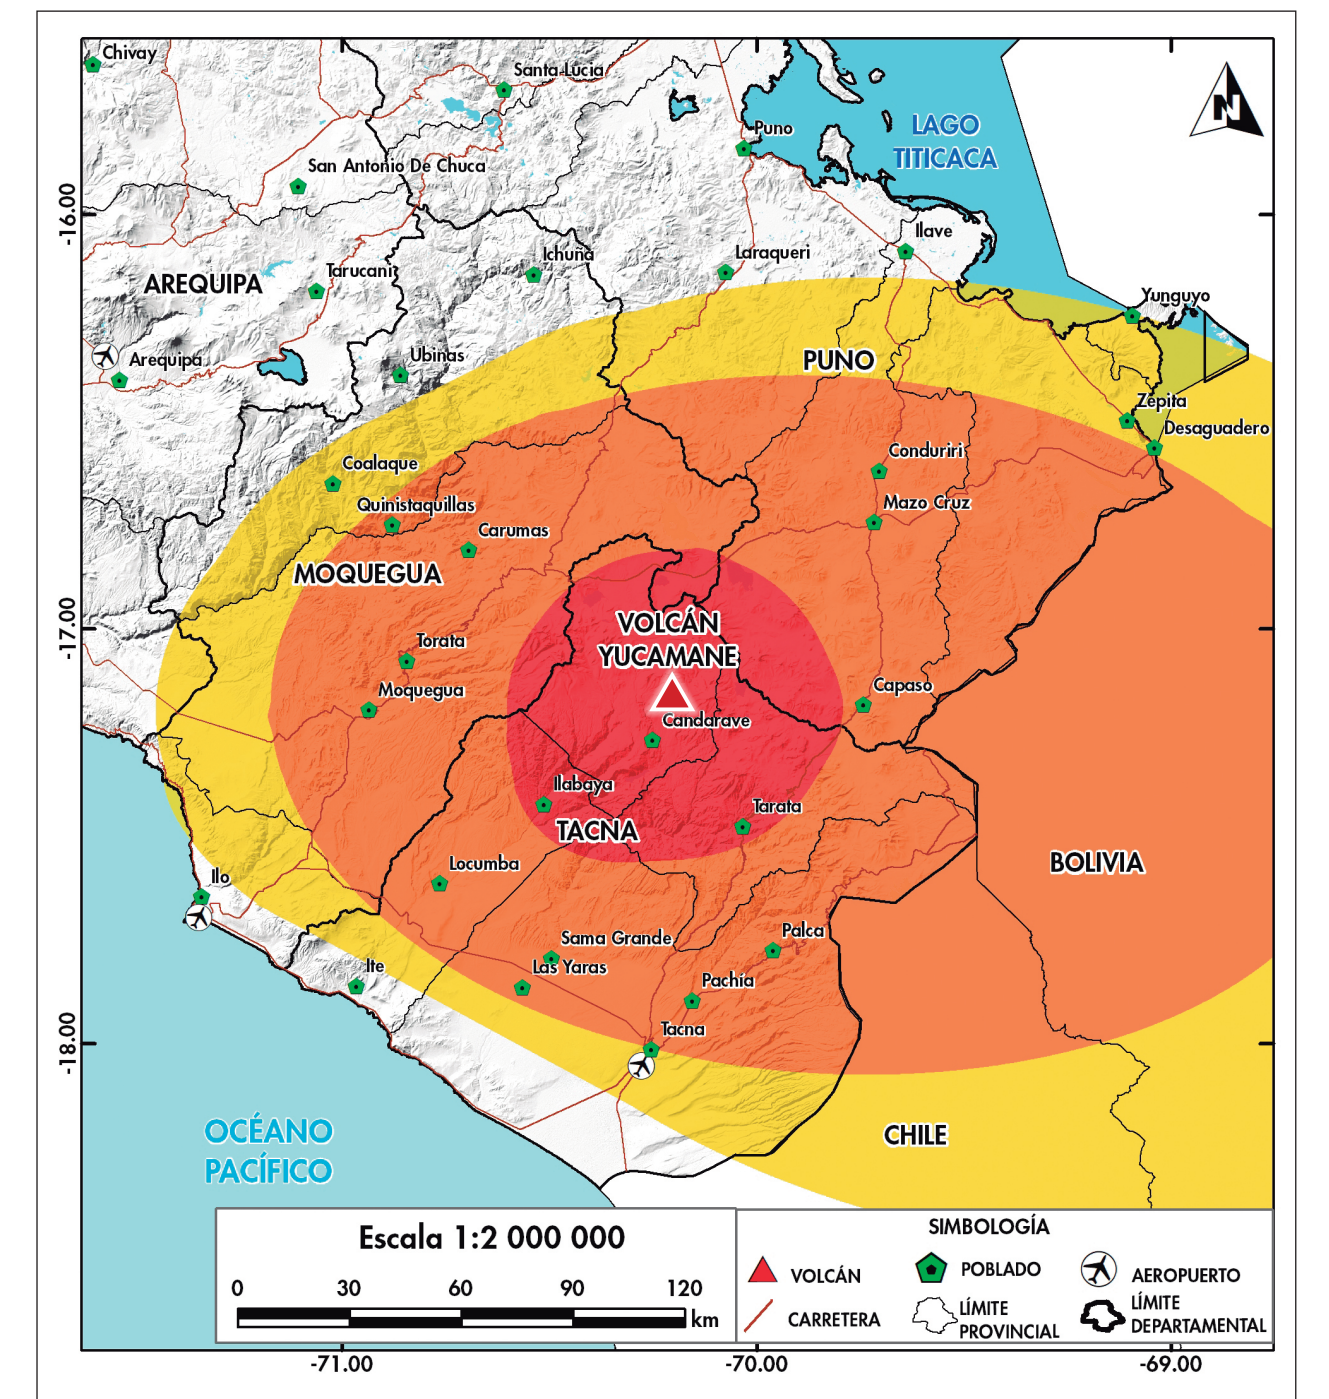 Chivay
Santa Lucia
Puno
LAGO
TITICACA
N
San Antonio De Chuca
-16.00
Ilave
Ichuña
Laraqueri
AREQUIPA
Tarucani
Yunguyo
Arequipa
Ubinas
PUNO
Zepita
Desaguadero
Coalaque
Conduriri
Quinistaquillas
Mazo Cruz
Carumas
MOQUEGUA
-17.00
VOLCÁN
YUCAMANE
Torata
Moquegua
Capaso
Candarave
Ilabaya
Tarata
TACNA
Locumba
BOLIVIA
Ilo
Sama Grande
Palca
Ite
Las Yaras
Pachia
Tacna
-18.00
OCÉANO
PACÍFICO
CHILE
Escala 1:2 000 000
0 30 60 90 120
km
SIMBOLOGÍA
VOLCÁN
POBLADO
AEROPUERTO
CARRETERA
LÍMITE
PROVINCIAL
LÍMITE
DEPARTAMENTAL
-71.00 -70.00 -69.00